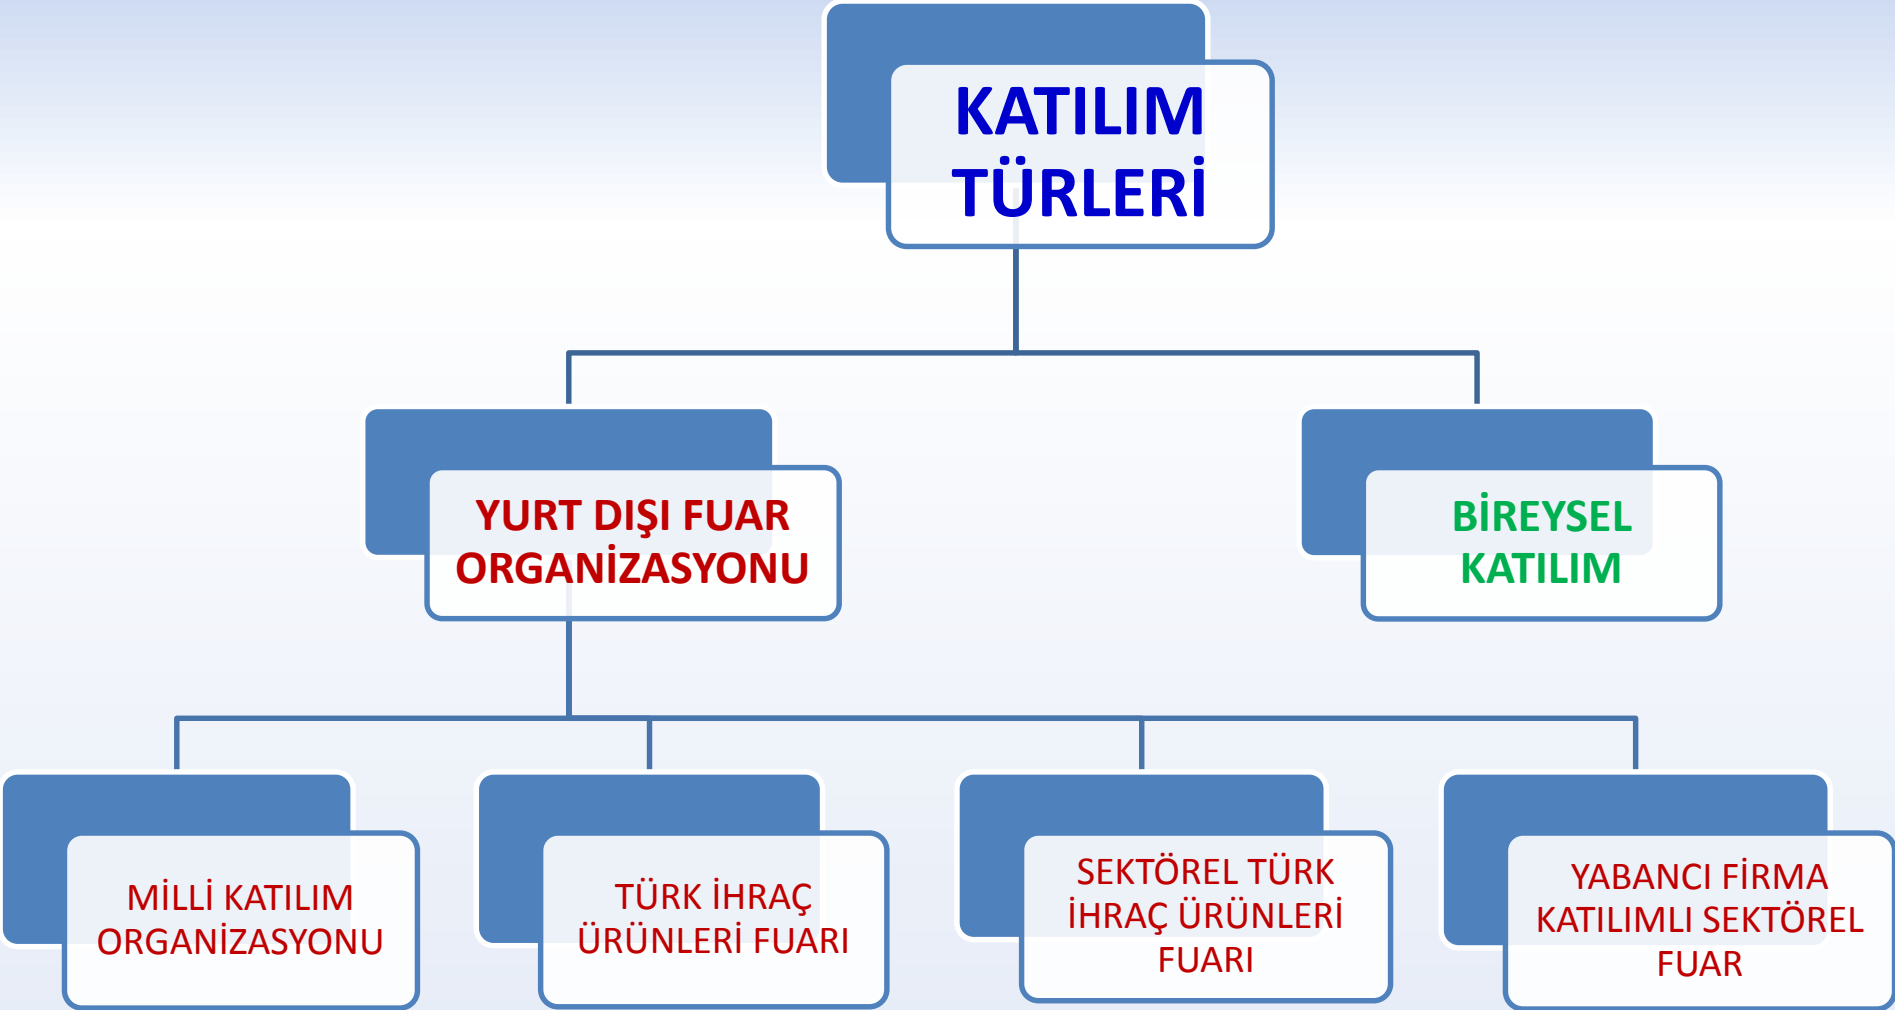 KATILIM
TÜRLERİ
YURT DIŞI FUAR
ORGANİZASYONU
BİREYSEL
KATILIM
MİLLİ KATILIM
ORGANİZASYONU
TÜRK İHRAÇ
ÜRÜNLERİ FUARI
SEKTÖREL TÜRK
İHRAÇ ÜRÜNLERİ
FUARI
YABANCI FİRMA
KATILIMLI SEKTÖREL
FUAR